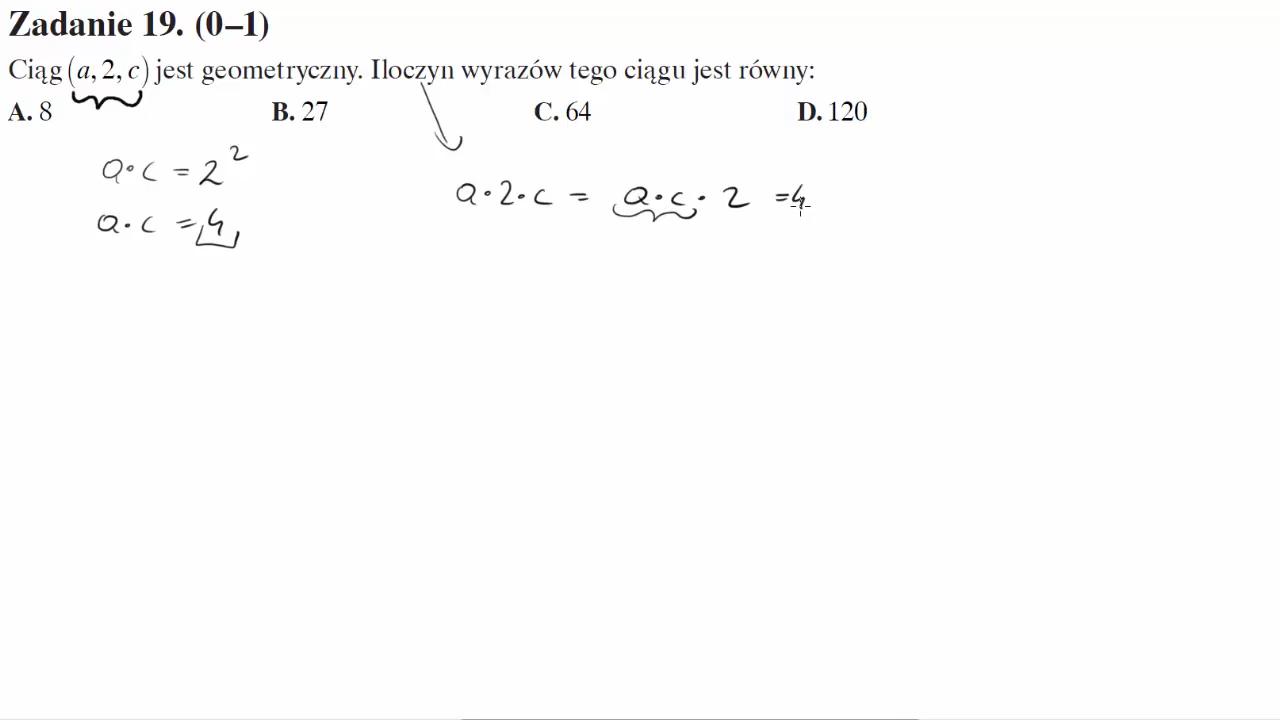 Zadanie 19. (0–1)
Ciąg (a, 2, c) jest geometryczny. Iloczyn wyrazów tego ciągu jest równy:
A. 8 B. 27 C. 64 D. 120
a·c = 2²
a·2·c = a·c·2 = 4
a·c = 4